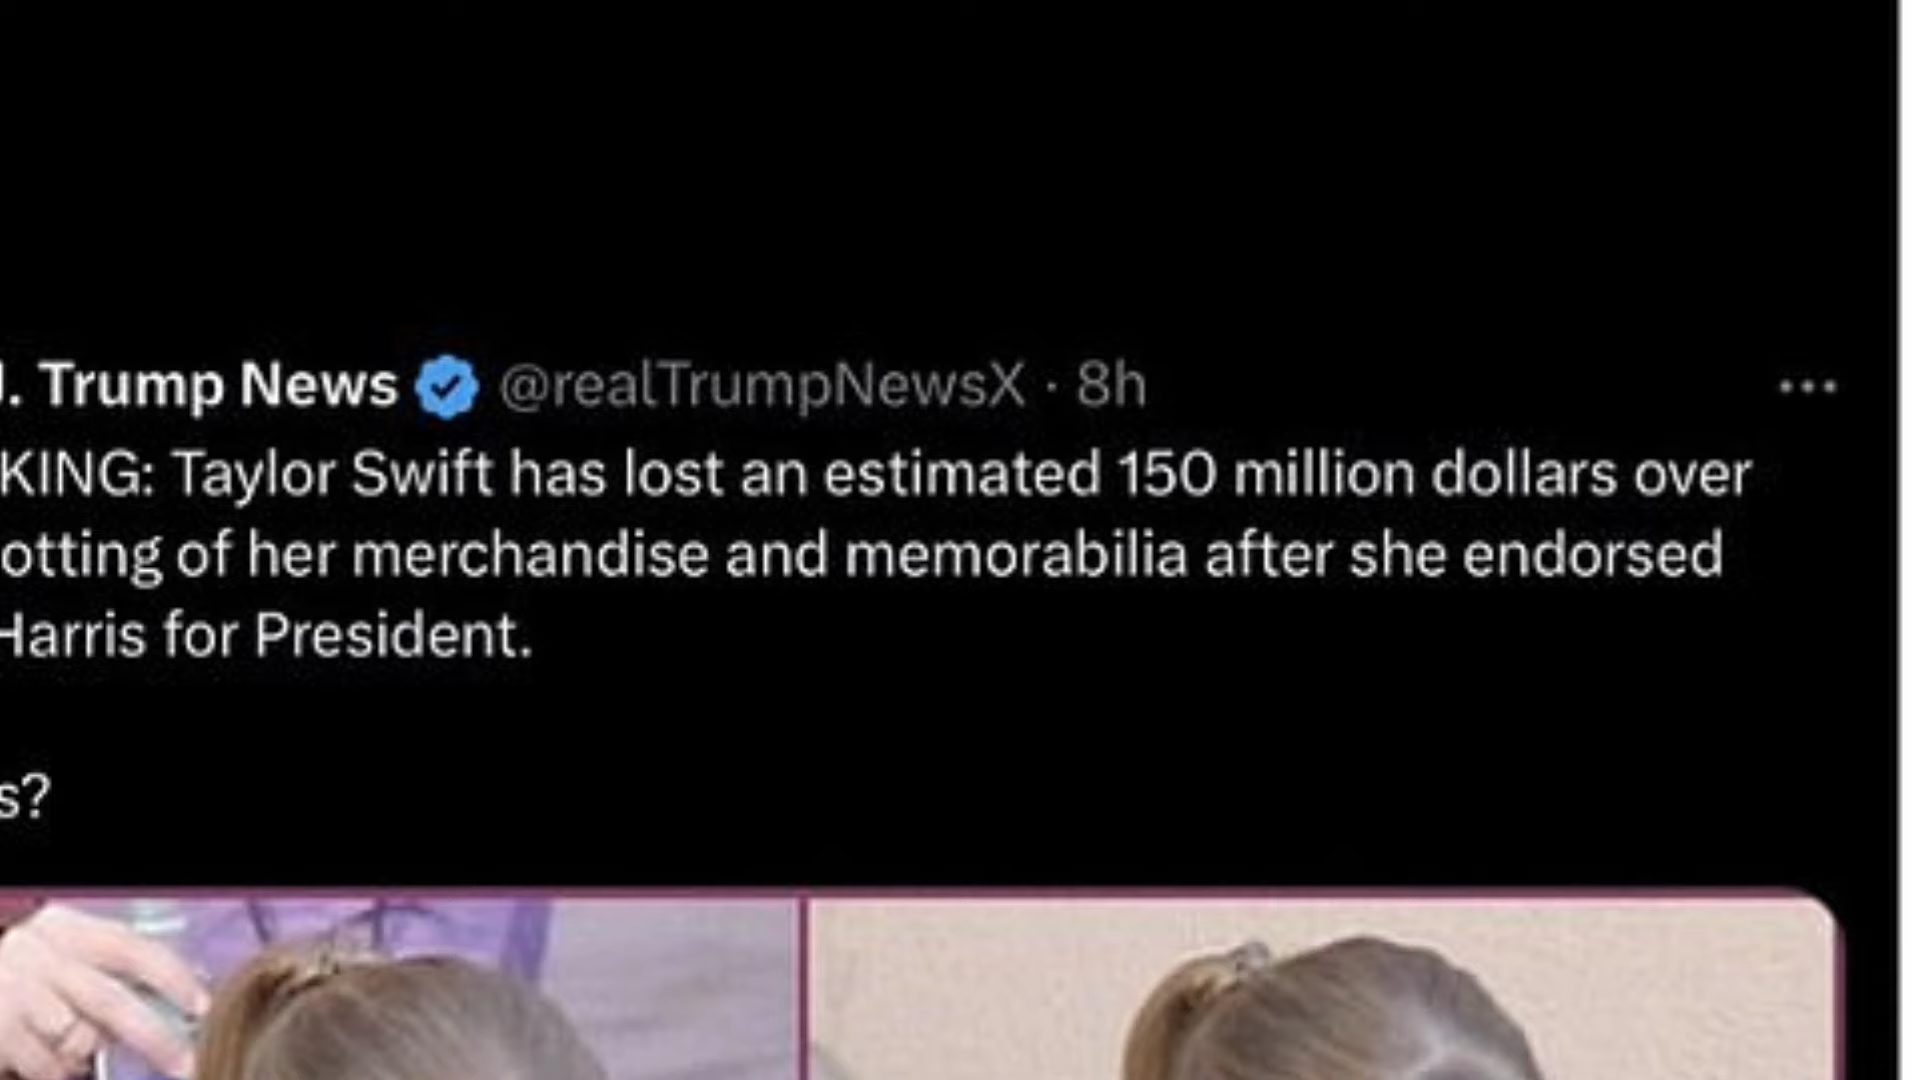 J. Trump News @realTrumpNewsX · 8h
KING: Taylor Swift has lost an estimated 150 million dollars over
otting of her merchandise and memorabilia after she endorsed
Harris for President.
s?